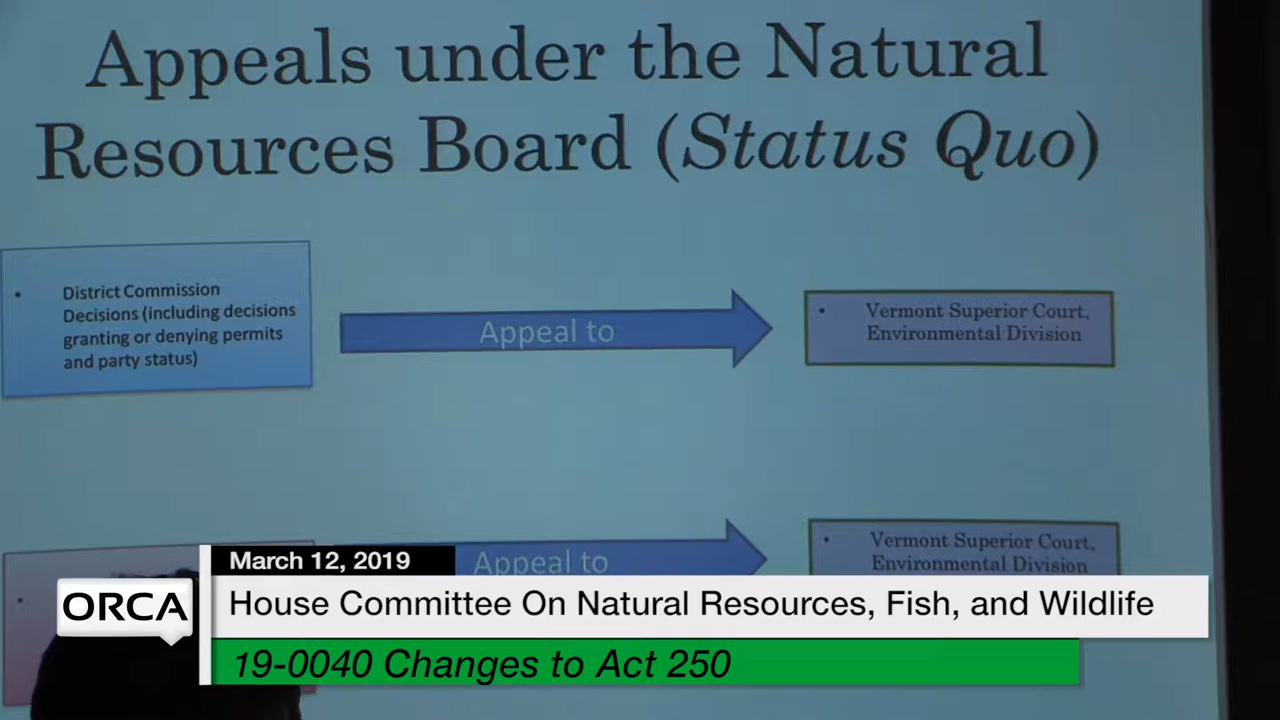 Appeals under the Natural
Resources Board (Status Quo)
• District Commission
Decisions (including decisions
granting or denying permits
and party status)
Appeal to
• Vermont Superior Court,
Environmental Division
Appeal to
• Vermont Superior Court,
Environmental Division
March 12, 2019
ORCA
House Committee On Natural Resources, Fish, and Wildlife
19-0040 Changes to Act 250